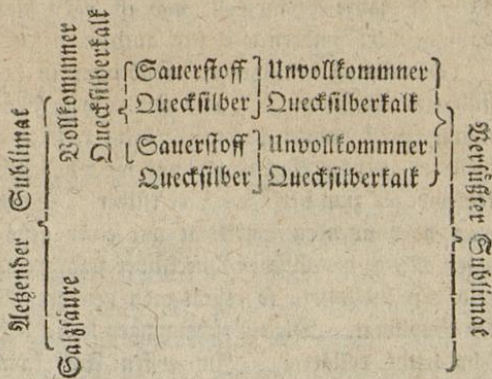 Aetzender Sublimat
Vollkommner
Quecksilberkalk
Salzsäure
Sauerstoff
Quecksilber
Sauerstoff
Quecksilber
Unvollkommner
Quecksilberkalk
Unvollkommner
Quecksilberkalk
Versüßter Sublimat